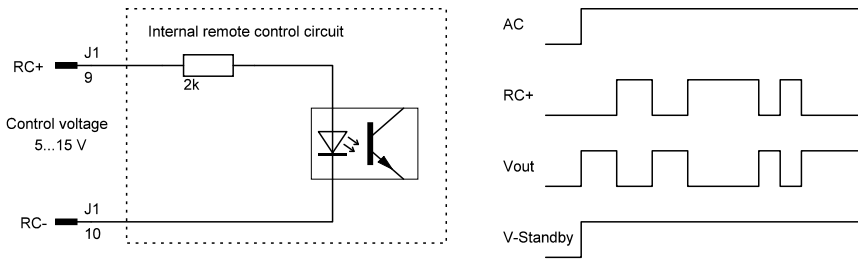 Internal remote control circuit
RC+
J1
9
2k
Control voltage
5...15 V
RC-
J1
10
AC
RC+
Vout
V-Standby